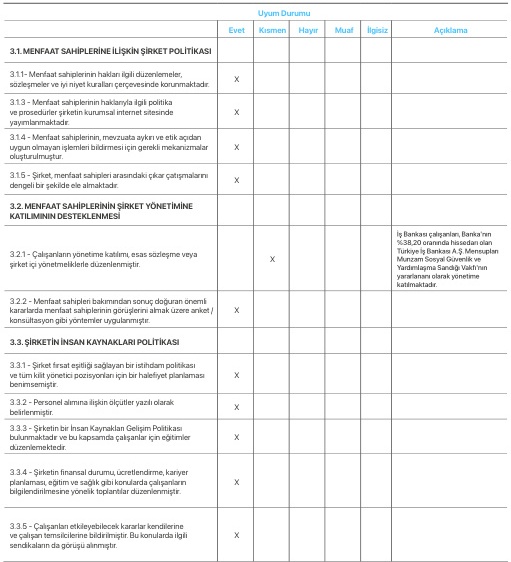 Uyum Durumu
Evet Kısmen Hayır Muaf İlgisiz Açıklama
3.1. MENFAAT SAHİPLERİNE İLİŞKİN ŞİRKET POLİTİKASI
3.1.1- Menfaat sahiplerinin hakları ilgili düzenlemeler,
sözleşmeler ve iyi niyet kuralları çerçevesinde korunmaktadır.
X
3.1.3 - Menfaat sahiplerinin haklarıyla ilgili politika
ve prosedürler şirketin kurumsal internet sitesinde
yayımlanmaktadır.
X
3.1.4 - Menfaat sahiplerinin, mevzuata aykırı ve etik açıdan
uygun olmayan işlemleri bildirmesi için gerekli mekanizmalar
oluşturulmuştur.
X
3.1.5 - Şirket, menfaat sahipleri arasındaki çıkar çatışmalarını
dengeli bir şekilde ele almaktadır.
X
3.2. MENFAAT SAHİPLERİNİN ŞİRKET YÖNETİMİNE
KATILIMININ DESTEKLENMESİ
3.2.1 - Çalışanların yönetime katılımı, esas sözleşme veya
şirket içi yönetmeliklerle düzenlenmiştir.
X
İş Bankası çalışanları, Banka'nın
%38,20 oranında hissedarı olan
Türkiye İş Bankası A.Ş. Mensupları
Munzam Sosyal Güvenlik ve
Yardımlaşma Sandığı Vakfı'nın
yararlananı olarak yönetime
katılmaktadır.
3.2.2 - Menfaat sahipleri bakımından sonuç doğuran önemli
kararlarda menfaat sahiplerinin görüşlerini almak üzere anket /
konsültasyon gibi yöntemler uygulanmıştır.
X
3.3. ŞİRKETİN İNSAN KAYNAKLARI POLİTİKASI
3.3.1 - Şirket fırsat eşitliği sağlayan bir istihdam politikası
ve tüm kilit yönetici pozisyonları için bir halefiyet planlaması
benimsemiştir.
X
3.3.2 - Personel alımına ilişkin ölçütler yazılı olarak
belirlenmiştir.
X
3.3.3 - Şirketin bir İnsan Kaynakları Gelişim Politikası
bulunmaktadır ve bu kapsamda çalışanlar için eğitimler
düzenlemektedir.
X
3.3.4 - Şirketin finansal durumu, ücretlendirme, kariyer
planlaması, eğitim ve sağlık gibi konularda çalışanların
bilgilendirilmesine yönelik toplantılar düzenlenmiştir.
X
3.3.5 - Çalışanları etkileyebilecek kararlar kendilerine
ve çalışan temsilcilerine bildirilmiştir. Bu konularda ilgili
sendikaların da görüşü alınmıştır.
X